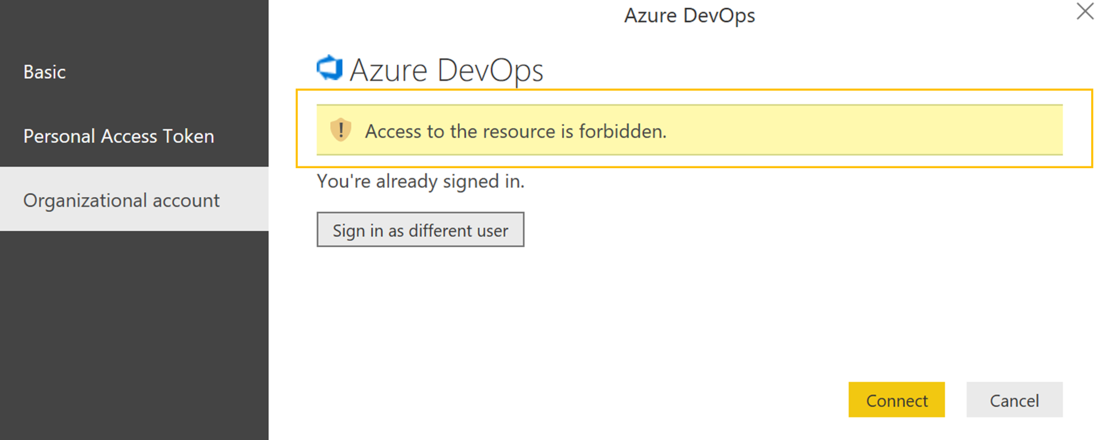 Azure DevOps
Basic
Personal Access Token
Organizational account
Azure DevOps
Access to the resource is forbidden.
You're already signed in.
Sign in as different user
Connect
Cancel